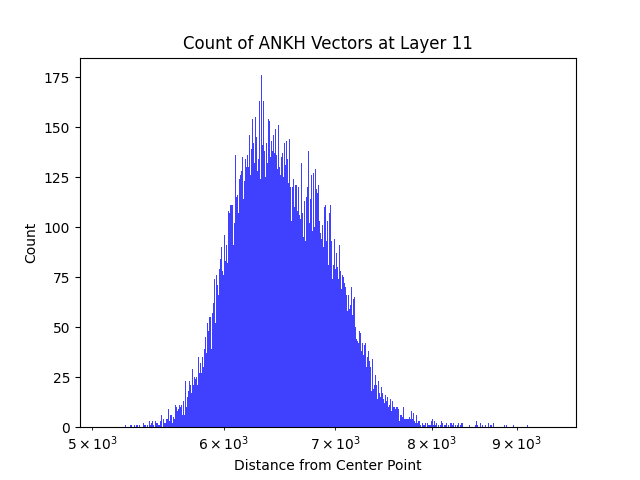 Count of ANKH Vectors at Layer 11
175
150
125
100
75
50
25
0
Count
5 × 10³ 6 × 10³ 7 × 10³ 8 × 10³ 9 × 10³
Distance from Center Point